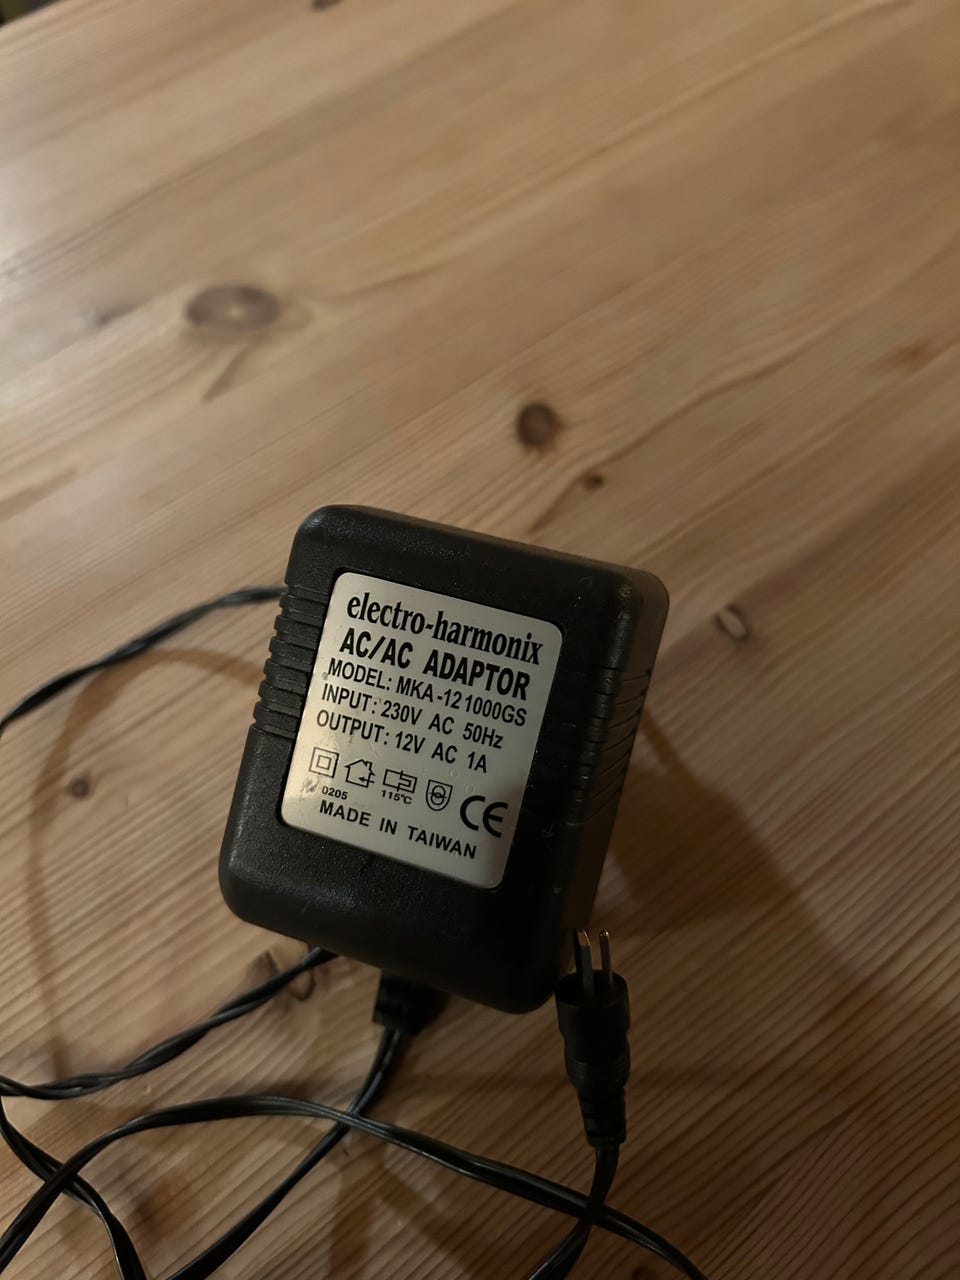 electro-harmonix
AC/AC ADAPTOR
MODEL: MKA-121000GS
INPUT: 230V AC 50Hz
OUTPUT: 12V AC 1A
0205
115°C
CE
MADE IN TAIWAN